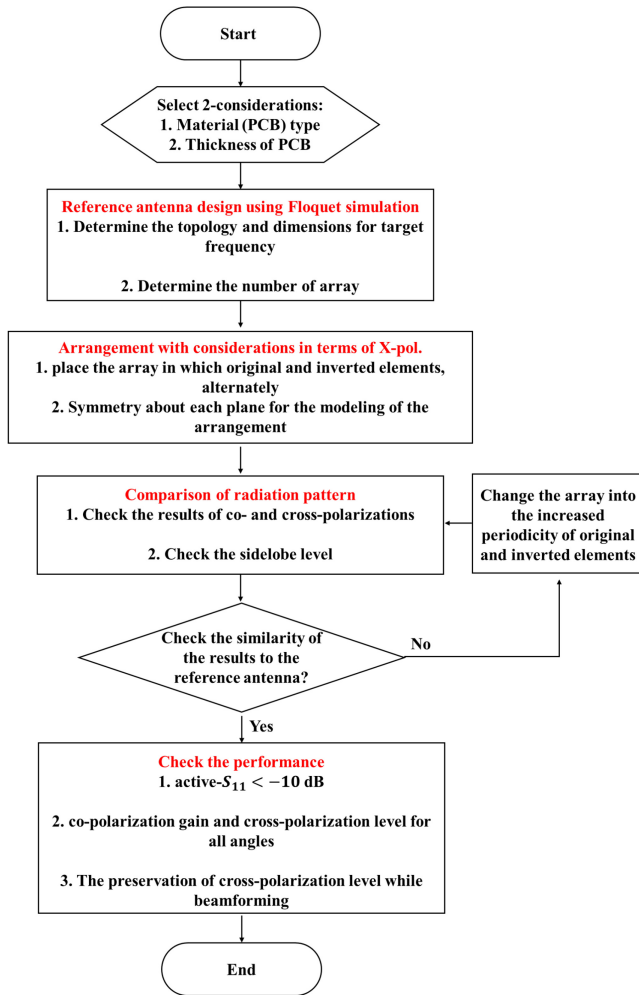 Start
Select 2-considerations:
1. Material (PCB) type
2. Thickness of PCB
Reference antenna design using Floquet simulation
1. Determine the topology and dimensions for target
frequency
2. Determine the number of array
Arrangement with considerations in terms of X-pol.
1. place the array in which original and inverted elements,
alternately
2. Symmetry about each plane for the modeling of the
arrangement
Comparison of radiation pattern
1. Check the results of co- and cross-polarizations
2. Check the sidelobe level
Change the array into
the increased
periodicity of original
and inverted elements
Check the similarity of
the results to the
reference antenna?
No
Yes
Check the performance
1. active-S₁₁ < −10 dB
2. co-polarization gain and cross-polarization level for
all angles
3. The preservation of cross-polarization level while
beamforming
End